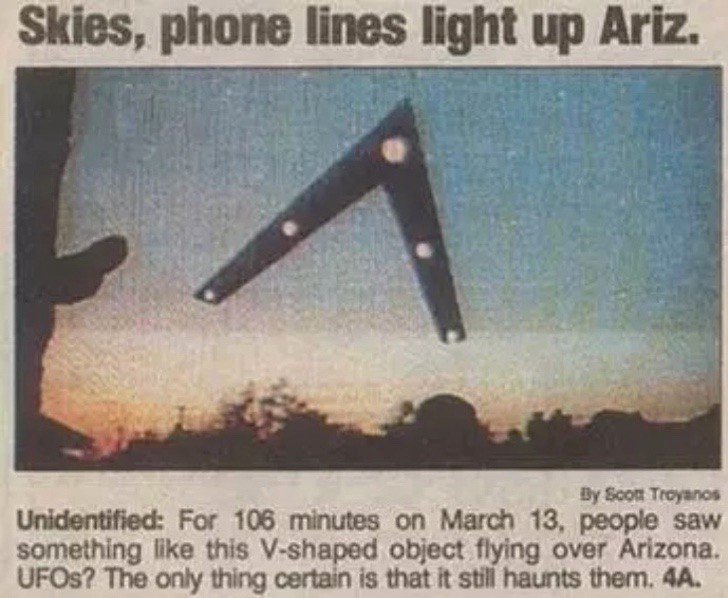 Skies, phone lines light up Ariz.
By Scott Troyanos
Unidentified: For 106 minutes on March 13, people saw
something like this V-shaped object flying over Arizona.
UFOs? The only thing certain is that it still haunts them. 4A.